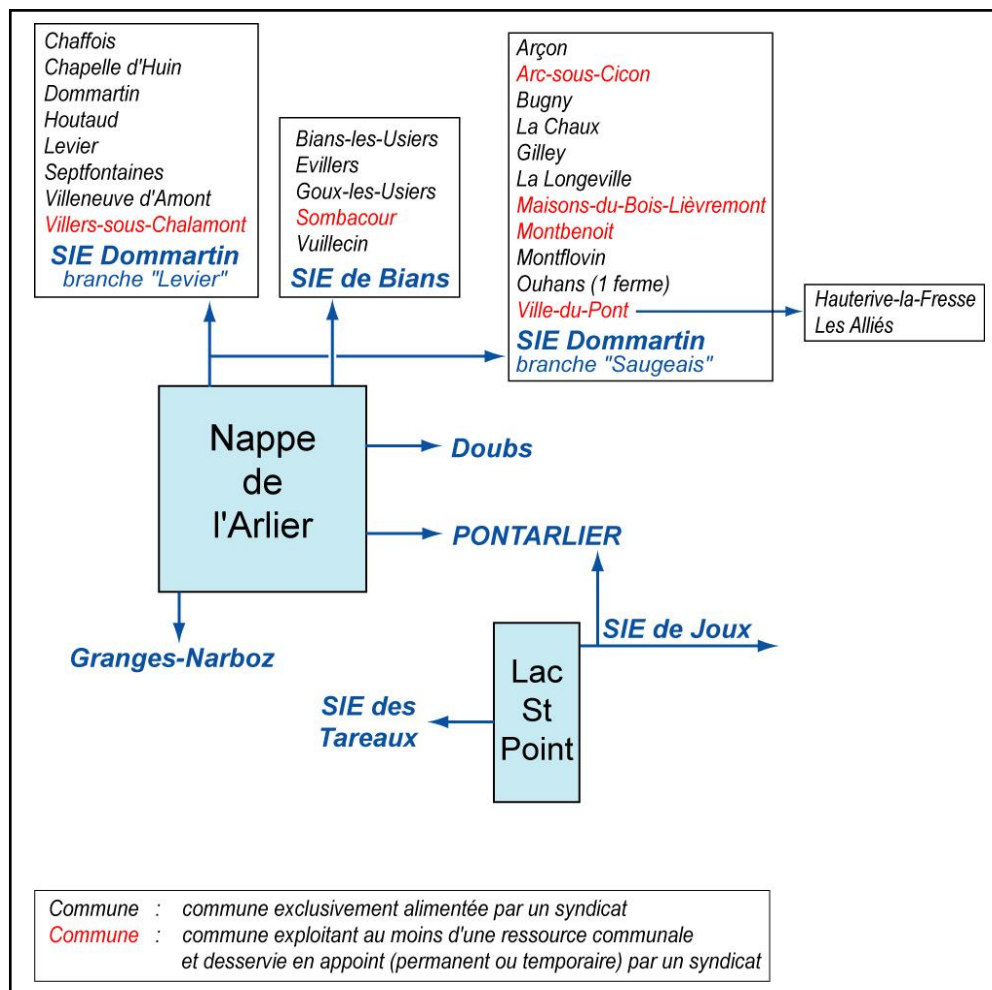 Chaffois
Chapelle d'Huin
Dommartin
Houtaud
Levier
Septfontaines
Villeneuve d'Amont
Villers-sous-Chalamont
SIE Dommartin
branche "Levier"
Bians-les-Usiers
Evillers
Goux-les-Usiers
Sombacour
Vuillecin
SIE de Bians
Arçon
Arc-sous-Cicon
Bugny
La Chaux
Gilley
La Longeville
Maisons-du-Bois-Lièvremont
Montbenoit
Montflovin
Ouhans (1 ferme)
Ville-du-Pont
SIE Dommartin
branche "Saugeais"
Hauterive-la-Fresse
Les Alliés
Nappe
de
l'Arlier
Doubs
PONTARLIER
Granges-Narboz
SIE de Joux
Lac
St
Point
SIE des
Tareaux
Commune : commune exclusivement alimentée par un syndicat
Commune : commune exploitant au moins d'une ressource communale
et desservie en appoint (permanent ou temporaire) par un syndicat